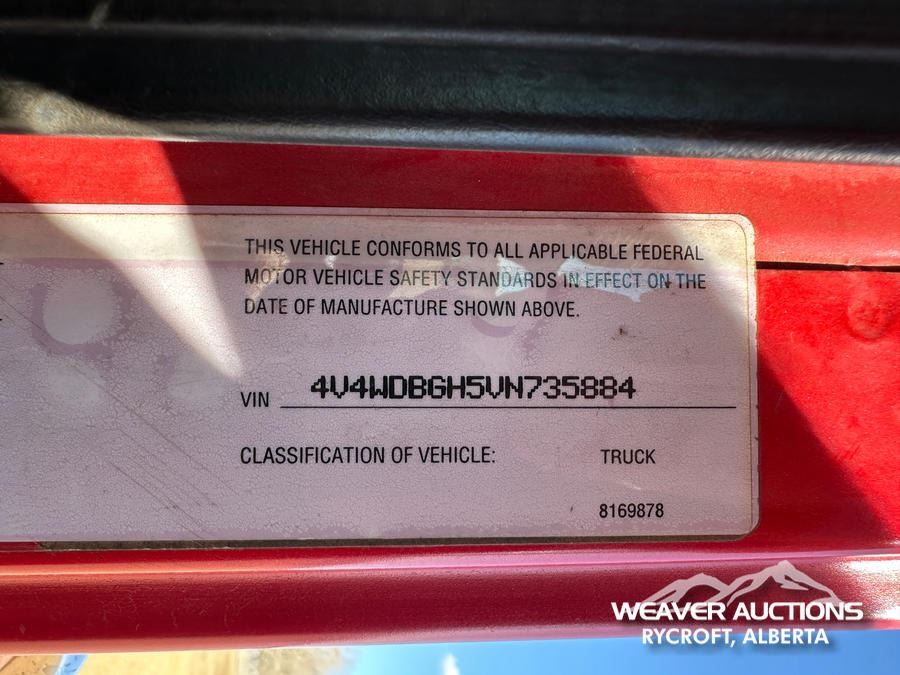 THIS VEHICLE CONFORMS TO ALL APPLICABLE FEDERAL
MOTOR VEHICLE SAFETY STANDARDS IN EFFECT ON THE
DATE OF MANUFACTURE SHOWN ABOVE.
VIN 4V4WDBGH5VN735884
CLASSIFICATION OF VEHICLE: TRUCK
8169878
WEAVER AUCTIONS
RYCROFT, ALBERTA